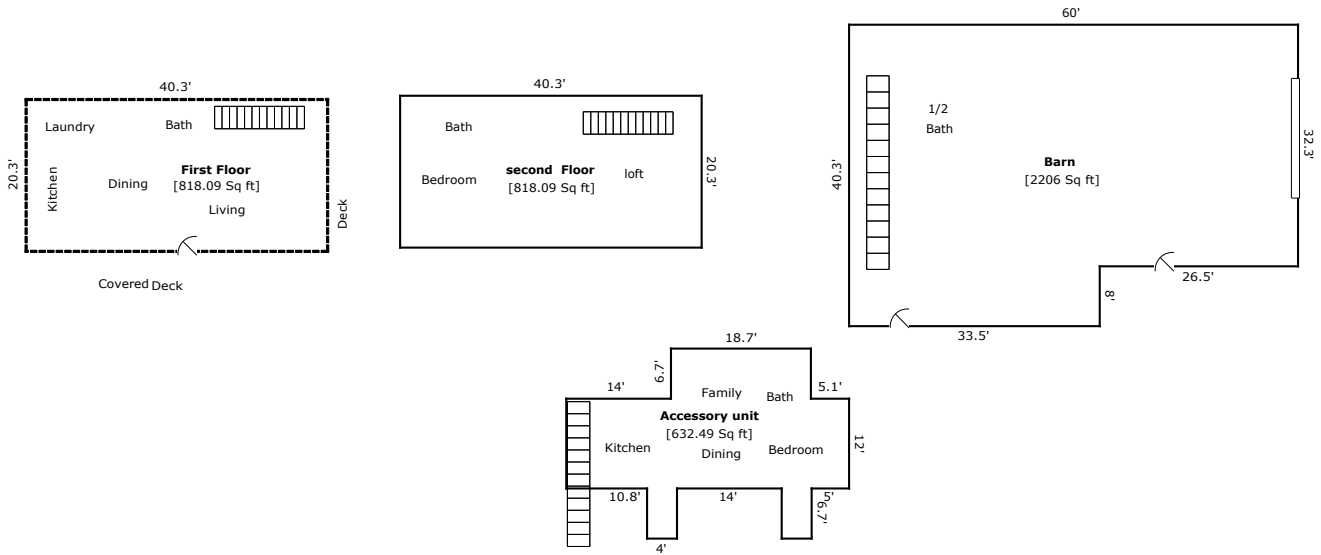 40.3'
Laundry
Bath
20.3'
First Floor
[818.09 Sq ft]
Kitchen
Dining
Living
Deck
Covered Deck
40.3'
Bath
second Floor
[818.09 Sq ft]
loft
Bedroom
20.3'
60'
1/2
Bath
Barn
[2206 Sq ft]
40.3'
32.3'
26.5'
8'
33.5'
18.7'
6.7'
14'
Family
Bath
5.1'
Accessory unit
[632.49 Sq ft]
Kitchen
Dining
Bedroom
12'
10.8'
14'
5'
6.7'
4'